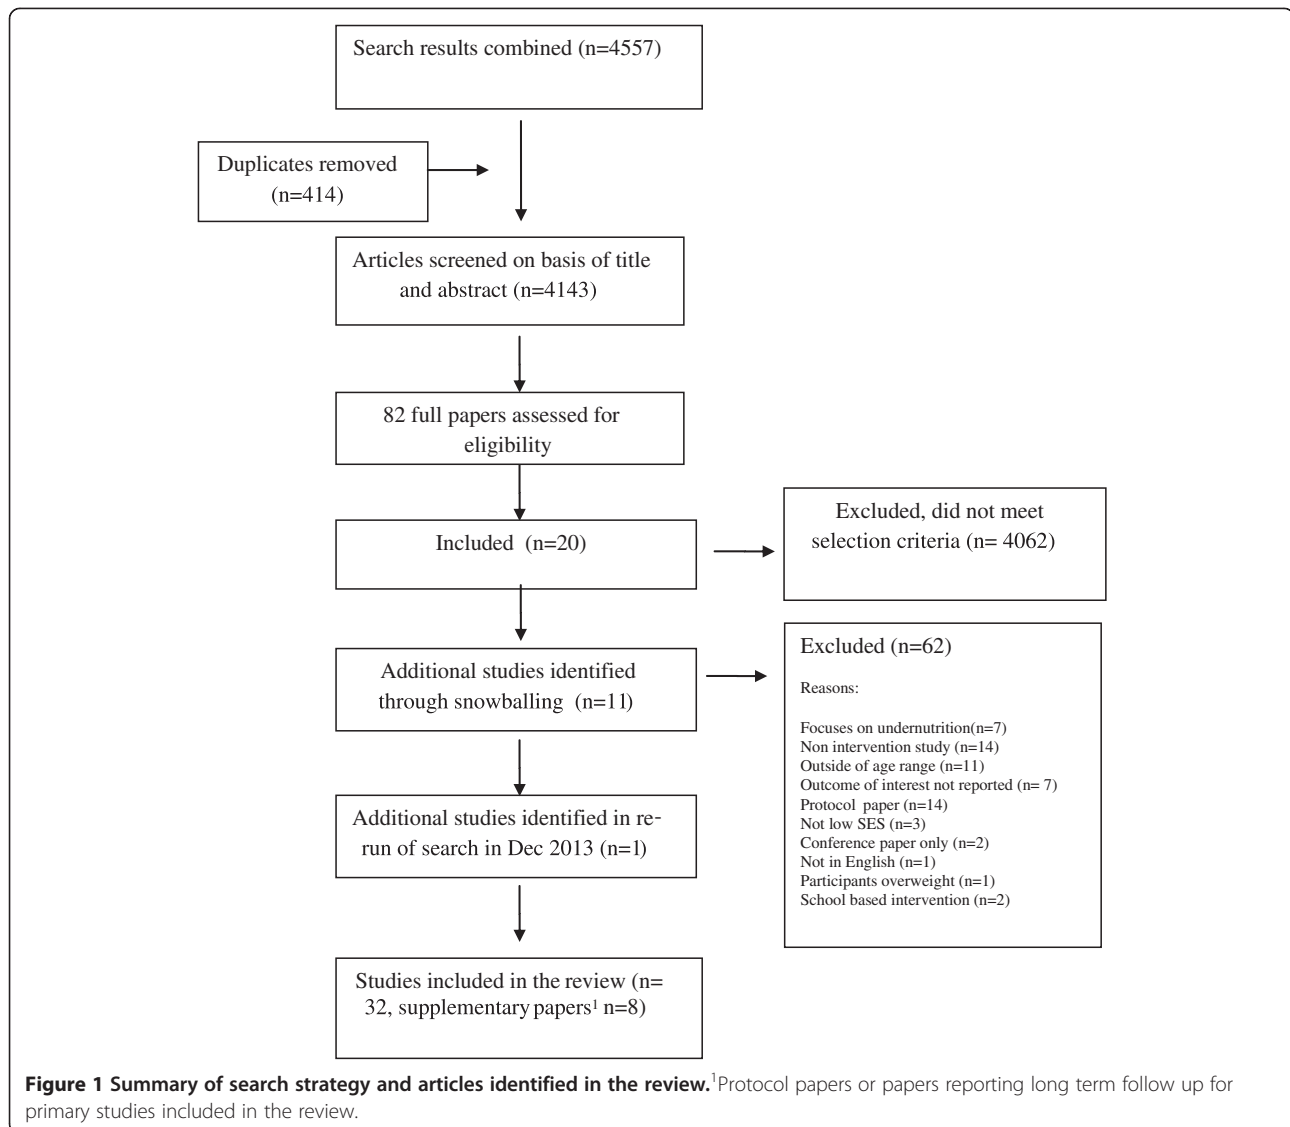 Search results combined (n=4557)
Duplicates removed
(n=414)
Articles screened on basis of title
and abstract (n=4143)
82 full papers assessed for
eligibility
Included (n=20)
Excluded, did not meet
selection criteria (n= 4062)
Additional studies identified
through snowballing (n=11)
Excluded (n=62)
Reasons:
Focuses on undernutrition(n=7)
Non intervention study (n=14)
Outside of age range (n=11)
Outcome of interest not reported (n= 7)
Protocol paper (n=14)
Not low SES (n=3)
Conference paper only (n=2)
Not in English (n=1)
Participants overweight (n=1)
School based intervention (n=2)
Additional studies identified in re-
run of search in Dec 2013 (n=1)
Studies included in the review (n=
32, supplementary papers¹ n=8)
Figure 1 Summary of search strategy and articles identified in the review. ¹Protocol papers or papers reporting long term follow up for
primary studies included in the review.